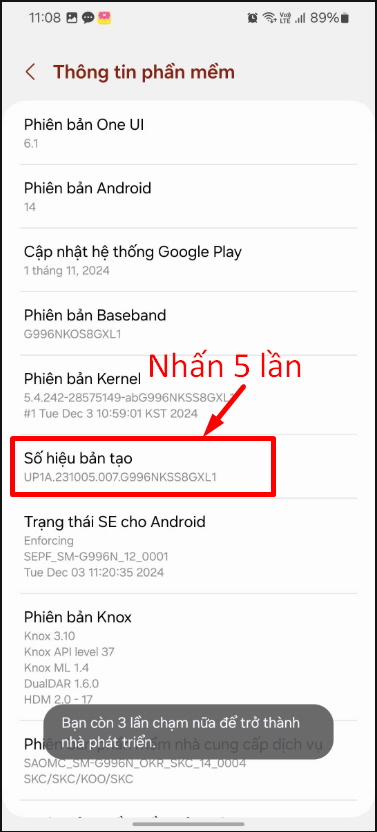 11:08 89%
Thông tin phần mềm
Phiên bản One UI
6.1
Phiên bản Android
14
Cập nhật hệ thống Google Play
1 tháng 11, 2024
Phiên bản Baseband
G996NKOS8GXL1
Nhấn 5 lần
Phiên bản Kernel
5.4.242-28575149-abG996NKSS8GXL1
#1 Tue Dec 3 10:59:01 KST 2024
Số hiệu bản tạo
UP1A.231005.007.G996NKSS8GXL1
Trạng thái SE cho Android
Enforcing
SEPF_SM-G996N_12_0001
Tue Dec 03 11:20:35 2024
Phiên bản Knox
Knox 3.10
Knox API level 37
Knox ML 1.4
DualDAR 1.6.0
HDM 2.0 - 17
Bạn còn 3 lần chạm nữa để trở thành
nhà phát triển.
nhà cung cấp dịch vụ
SAOMC_SM-G996N_OKR_SKC_14_0004
SKC/SKC/KOO/SKC